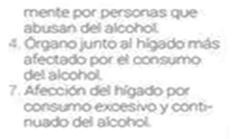 mente por personas que
abusan del alcohol.
4. Órgano junto al hígado más
afectado por el consumo
del alcohol.
7. Afección del hígado por
consumo excesivo y conti-
nuado del alcohol.